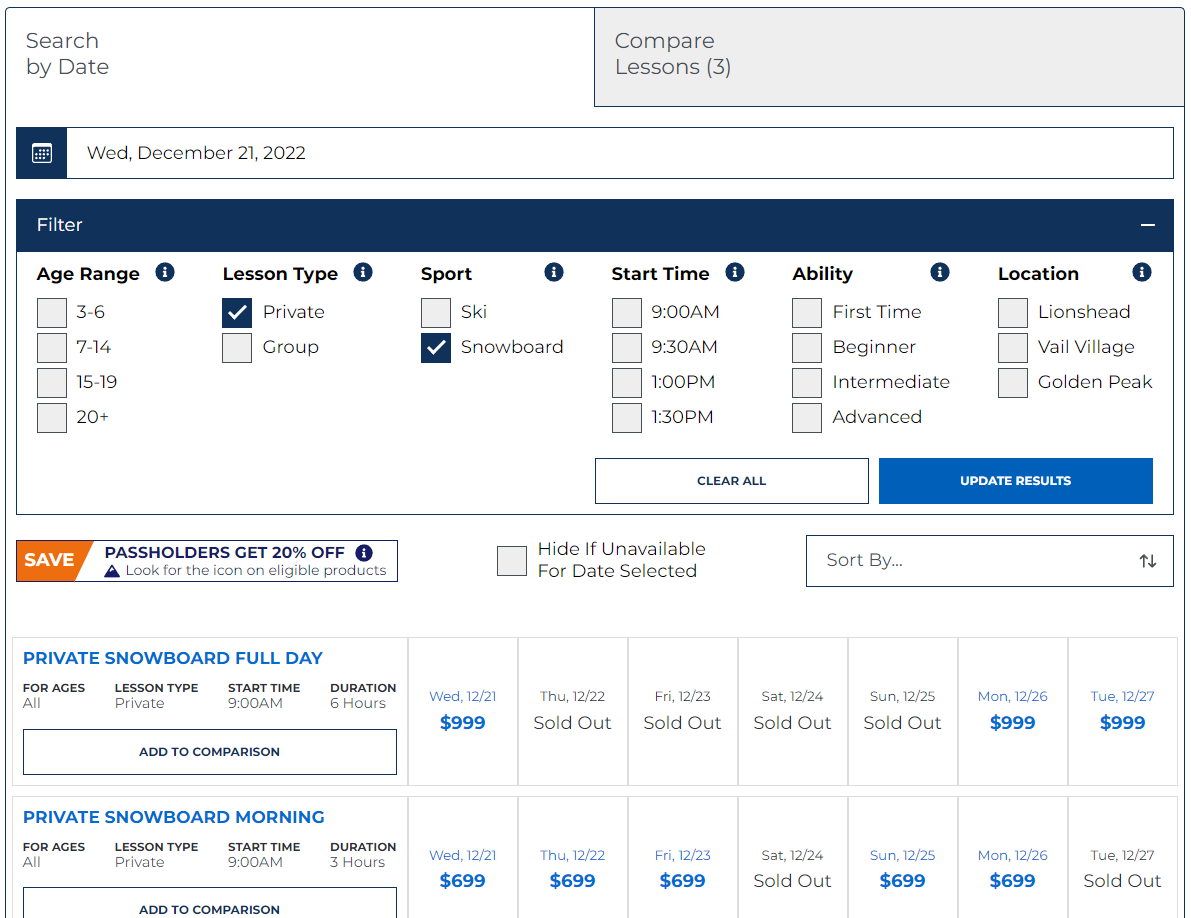 Search
by Date
Compare
Lessons (3)
Wed, December 21, 2022
Filter
Age Range
3-6
7-14
15-19
20+
Lesson Type
Private
Group
Sport
Ski
Snowboard
Start Time
9:00AM
9:30AM
1:00PM
1:30PM
Ability
First Time
Beginner
Intermediate
Advanced
Location
Lionshead
Vail Village
Golden Peak
CLEAR ALL
UPDATE RESULTS
SAVE
PASSHOLDERS GET 20% OFF
Look for the icon on eligible products
Hide If Unavailable
For Date Selected
Sort By...
PRIVATE SNOWBOARD FULL DAY
FOR AGES LESSON TYPE START TIME DURATION
All Private 9:00AM 6 Hours
ADD TO COMPARISON
Wed, 12/21 Thu, 12/22 Fri, 12/23 Sat, 12/24 Sun, 12/25 Mon, 12/26 Tue, 12/27
$999 Sold Out Sold Out Sold Out Sold Out $999 $999
PRIVATE SNOWBOARD MORNING
FOR AGES LESSON TYPE START TIME DURATION
All Private 9:00AM 3 Hours
ADD TO COMPARISON
Wed, 12/21 Thu, 12/22 Fri, 12/23 Sat, 12/24 Sun, 12/25 Mon, 12/26 Tue, 12/27
$699 $699 $699 Sold Out $699 $699 Sold Out